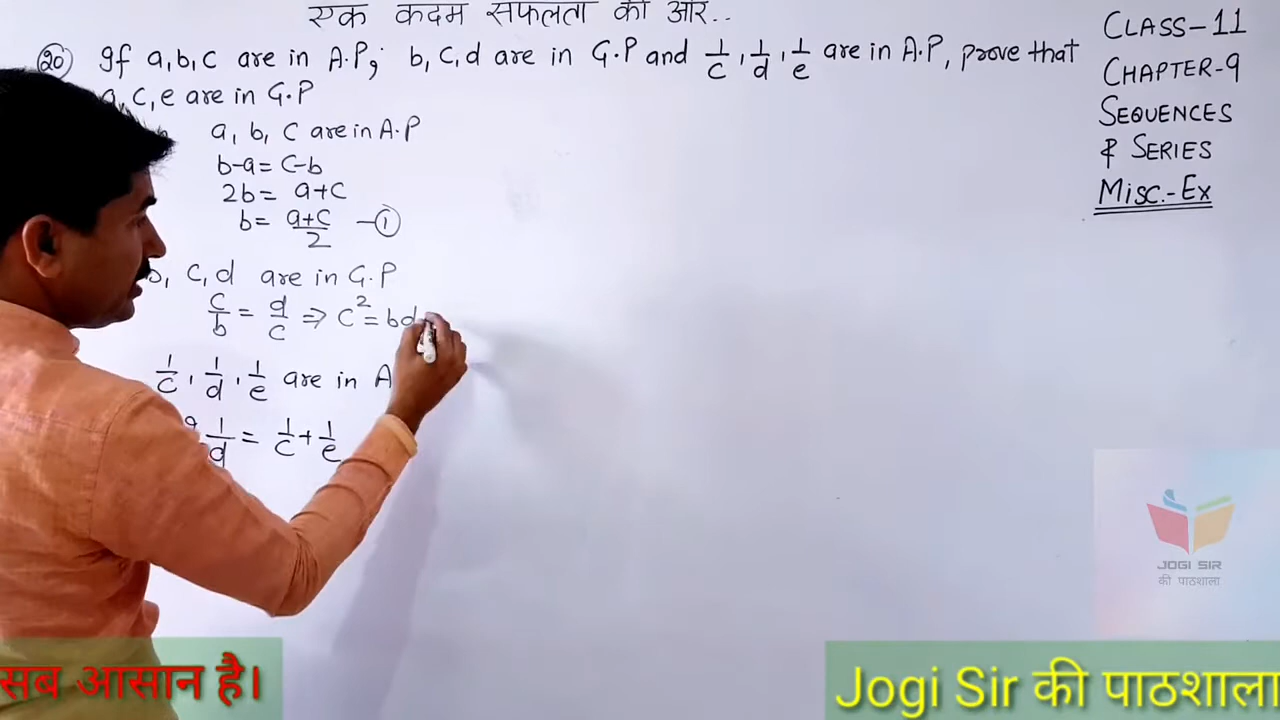 एक कदम सफलता की ओर..
(20) If a, b, c are in A.P; b, c, d are in G.P and 1/c, 1/d, 1/e are in A.P, prove that
a, c, e are in G.P
a, b, c are in A.P
b-a = c-b
2b = a+c
b = (a+c)/2 —(1)
b, c, d are in G.P
c/b = d/c ⇒ c² = bd
1/c, 1/d, 1/e are in A
1/d = 1/c + 1/e
CLASS-11
CHAPTER-9
SEQUENCES
& SERIES
MISC.-EX
JOGI SIR
की पाठशाला
सब आसान है।
Jogi Sir की पाठशाला